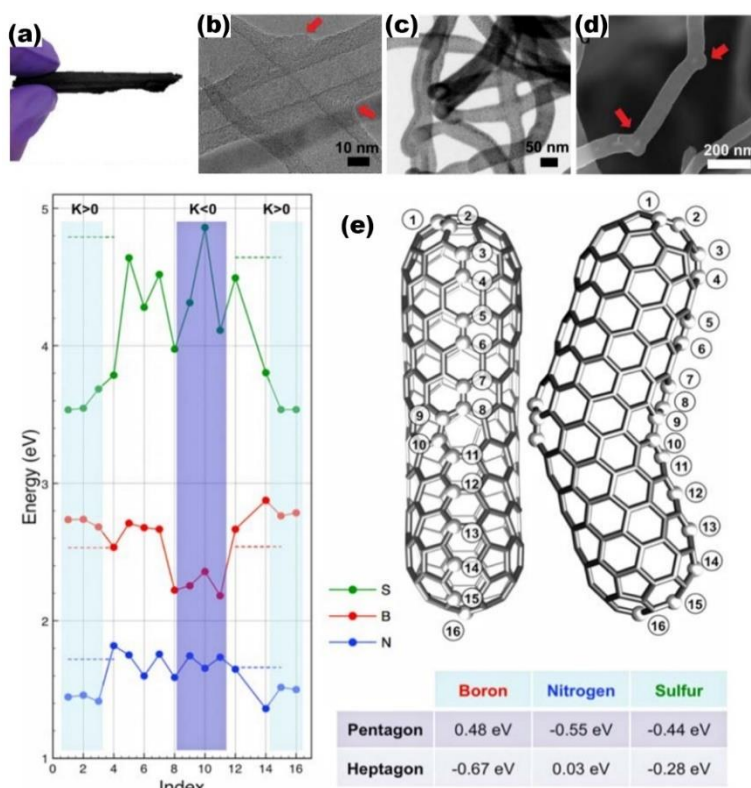 (a)
(b)
10 nm
(c)
50 nm
(d)
200 nm
K>0
K<0
K>0
5
4
3
2
1
Energy (eV)
0
2
4
6
8
10
12
14
16
Index
S
B
N
(e)
1
2
3
4
5
6
7
8
9
10
11
12
13
14
15
16
1
2
3
4
5
6
7
8
9
10
11
12
13
14
15
16
Boron
Nitrogen
Sulfur
Pentagon
0.48 eV
-0.55 eV
-0.44 eV
Heptagon
-0.67 eV
0.03 eV
-0.28 eV